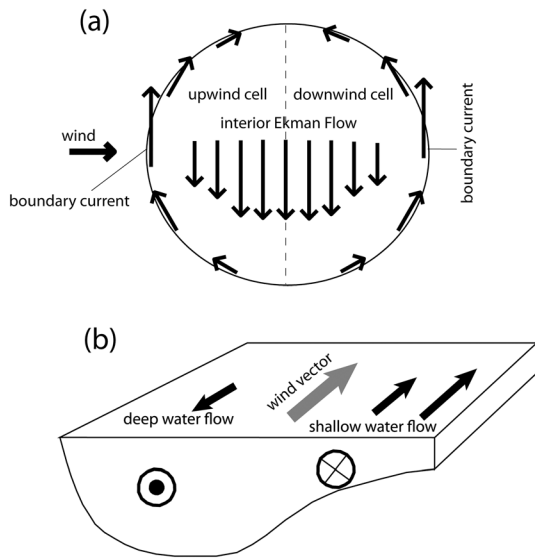 (a)
upwind cell
downwind cell
interior Ekman Flow
wind
boundary current
boundary current
(b)
wind vector
deep water flow
shallow water flow